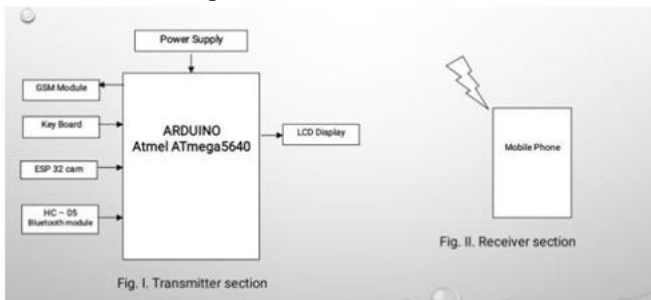 Power Supply
GSM Module
Key Board
ESP 32 cam
HC – 05
Bluetooth module
ARDUINO
Atmel ATmega5640
LCD Display
Fig. I. Transmitter section
Mobile Phone
Fig. II. Receiver section